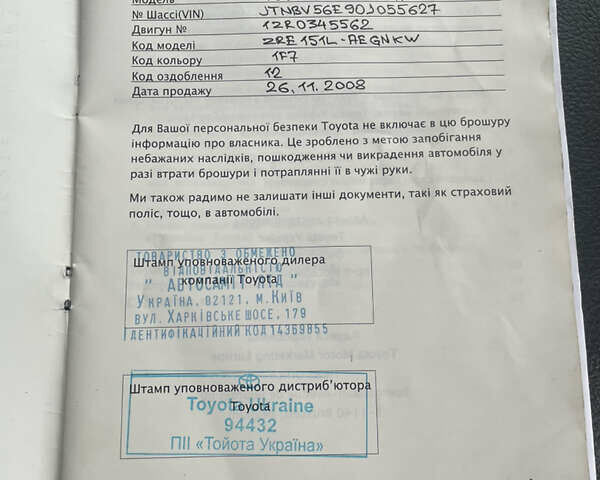 Модель
№ Шассі(VIN) JTNBV56E90J055627
Двигун № 1ZR0345562
Код моделі ZRE151L-AEGNKW
Код кольору 1F7
Код оздоблення 12
Дата продажу 26.11.2008
Для Вашої персональної безпеки Toyota не включає в цю брошуру
інформацію про власника. Це зроблено з метою запобігання
небажаних наслідків, пошкодження чи викрадення автомобіля у
разі втрати брошури і потраплянні її в чужі руки.
Ми також радимо не залишати інші документи, такі як страховий
поліс, тощо, в автомобілі.
ТОВАРИСТВО З ОБМЕЖЕНО
Штамп уповноваженого дилера
ВІДПОВІДАЛЬНІСТЮ
компанії Toyota
УКРАЇНА, 02121, М.КИЇВ
ВУЛ. ХАРКІВСЬКЕ ШОСЕ, 179
ІДЕНТИФІКАЦІЙНИЙ КОД 14369855
Штамп уповноваженого дистриб'ютора
Toyota Ukraine
Toyota
94432
ПІІ «Тойота Україна»